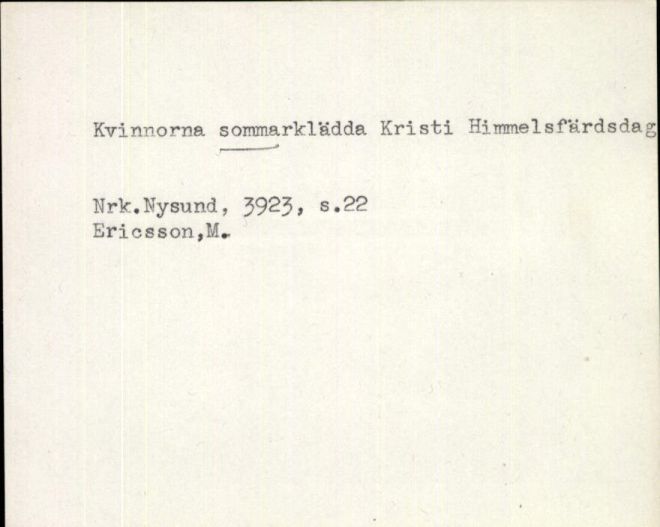 Kvinnorna sommarklädda Kristi Himmelsfärdsdag
Nrk.Nysund, 3923, s.22
Ericsson,M.